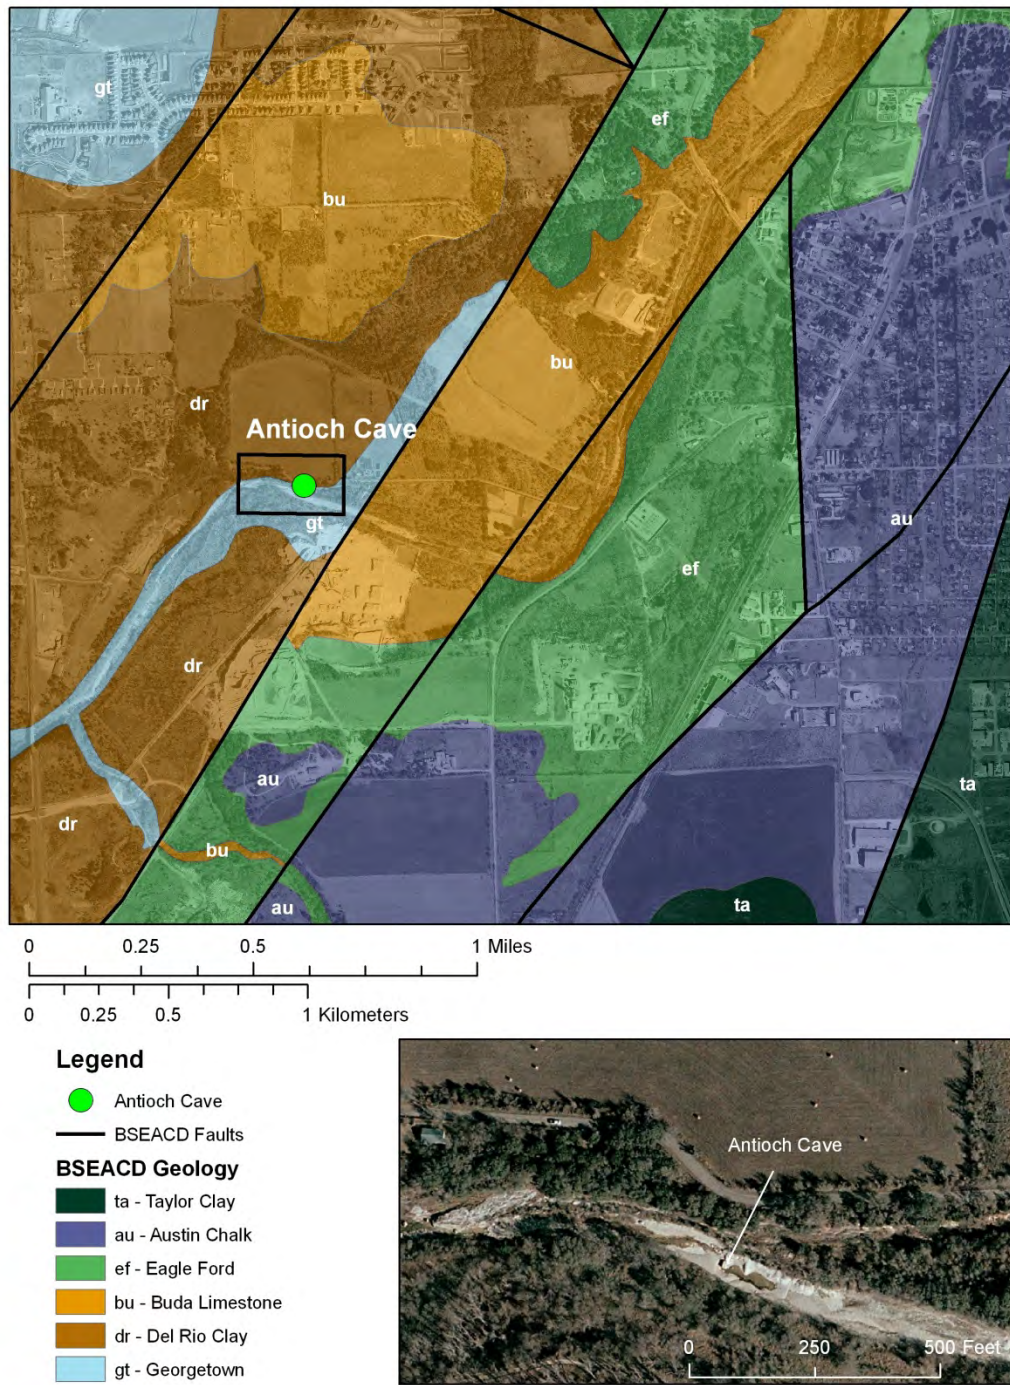 gt
ef
bu
bu
dr
Antioch Cave
gt
au
ef
dr
au
ta
dr
bu
au
ta
0 0.25 0.5 1 Miles
0 0.25 0.5 1 Kilometers
Legend
Antioch Cave
BSEACD Faults
BSEACD Geology
ta - Taylor Clay
au - Austin Chalk
ef - Eagle Ford
bu - Buda Limestone
dr - Del Rio Clay
gt - Georgetown
Antioch Cave
0 250 500 Feet